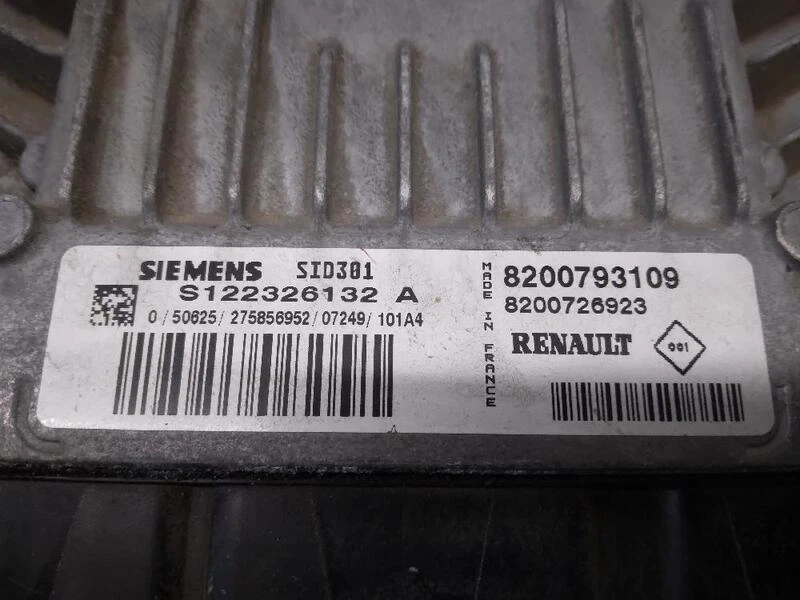 SIEMENS SID301
S122326132 A
0/50625/275856952/07249/101A4
MADE IN FRANCE
8200793109
8200726923
RENAULT 001